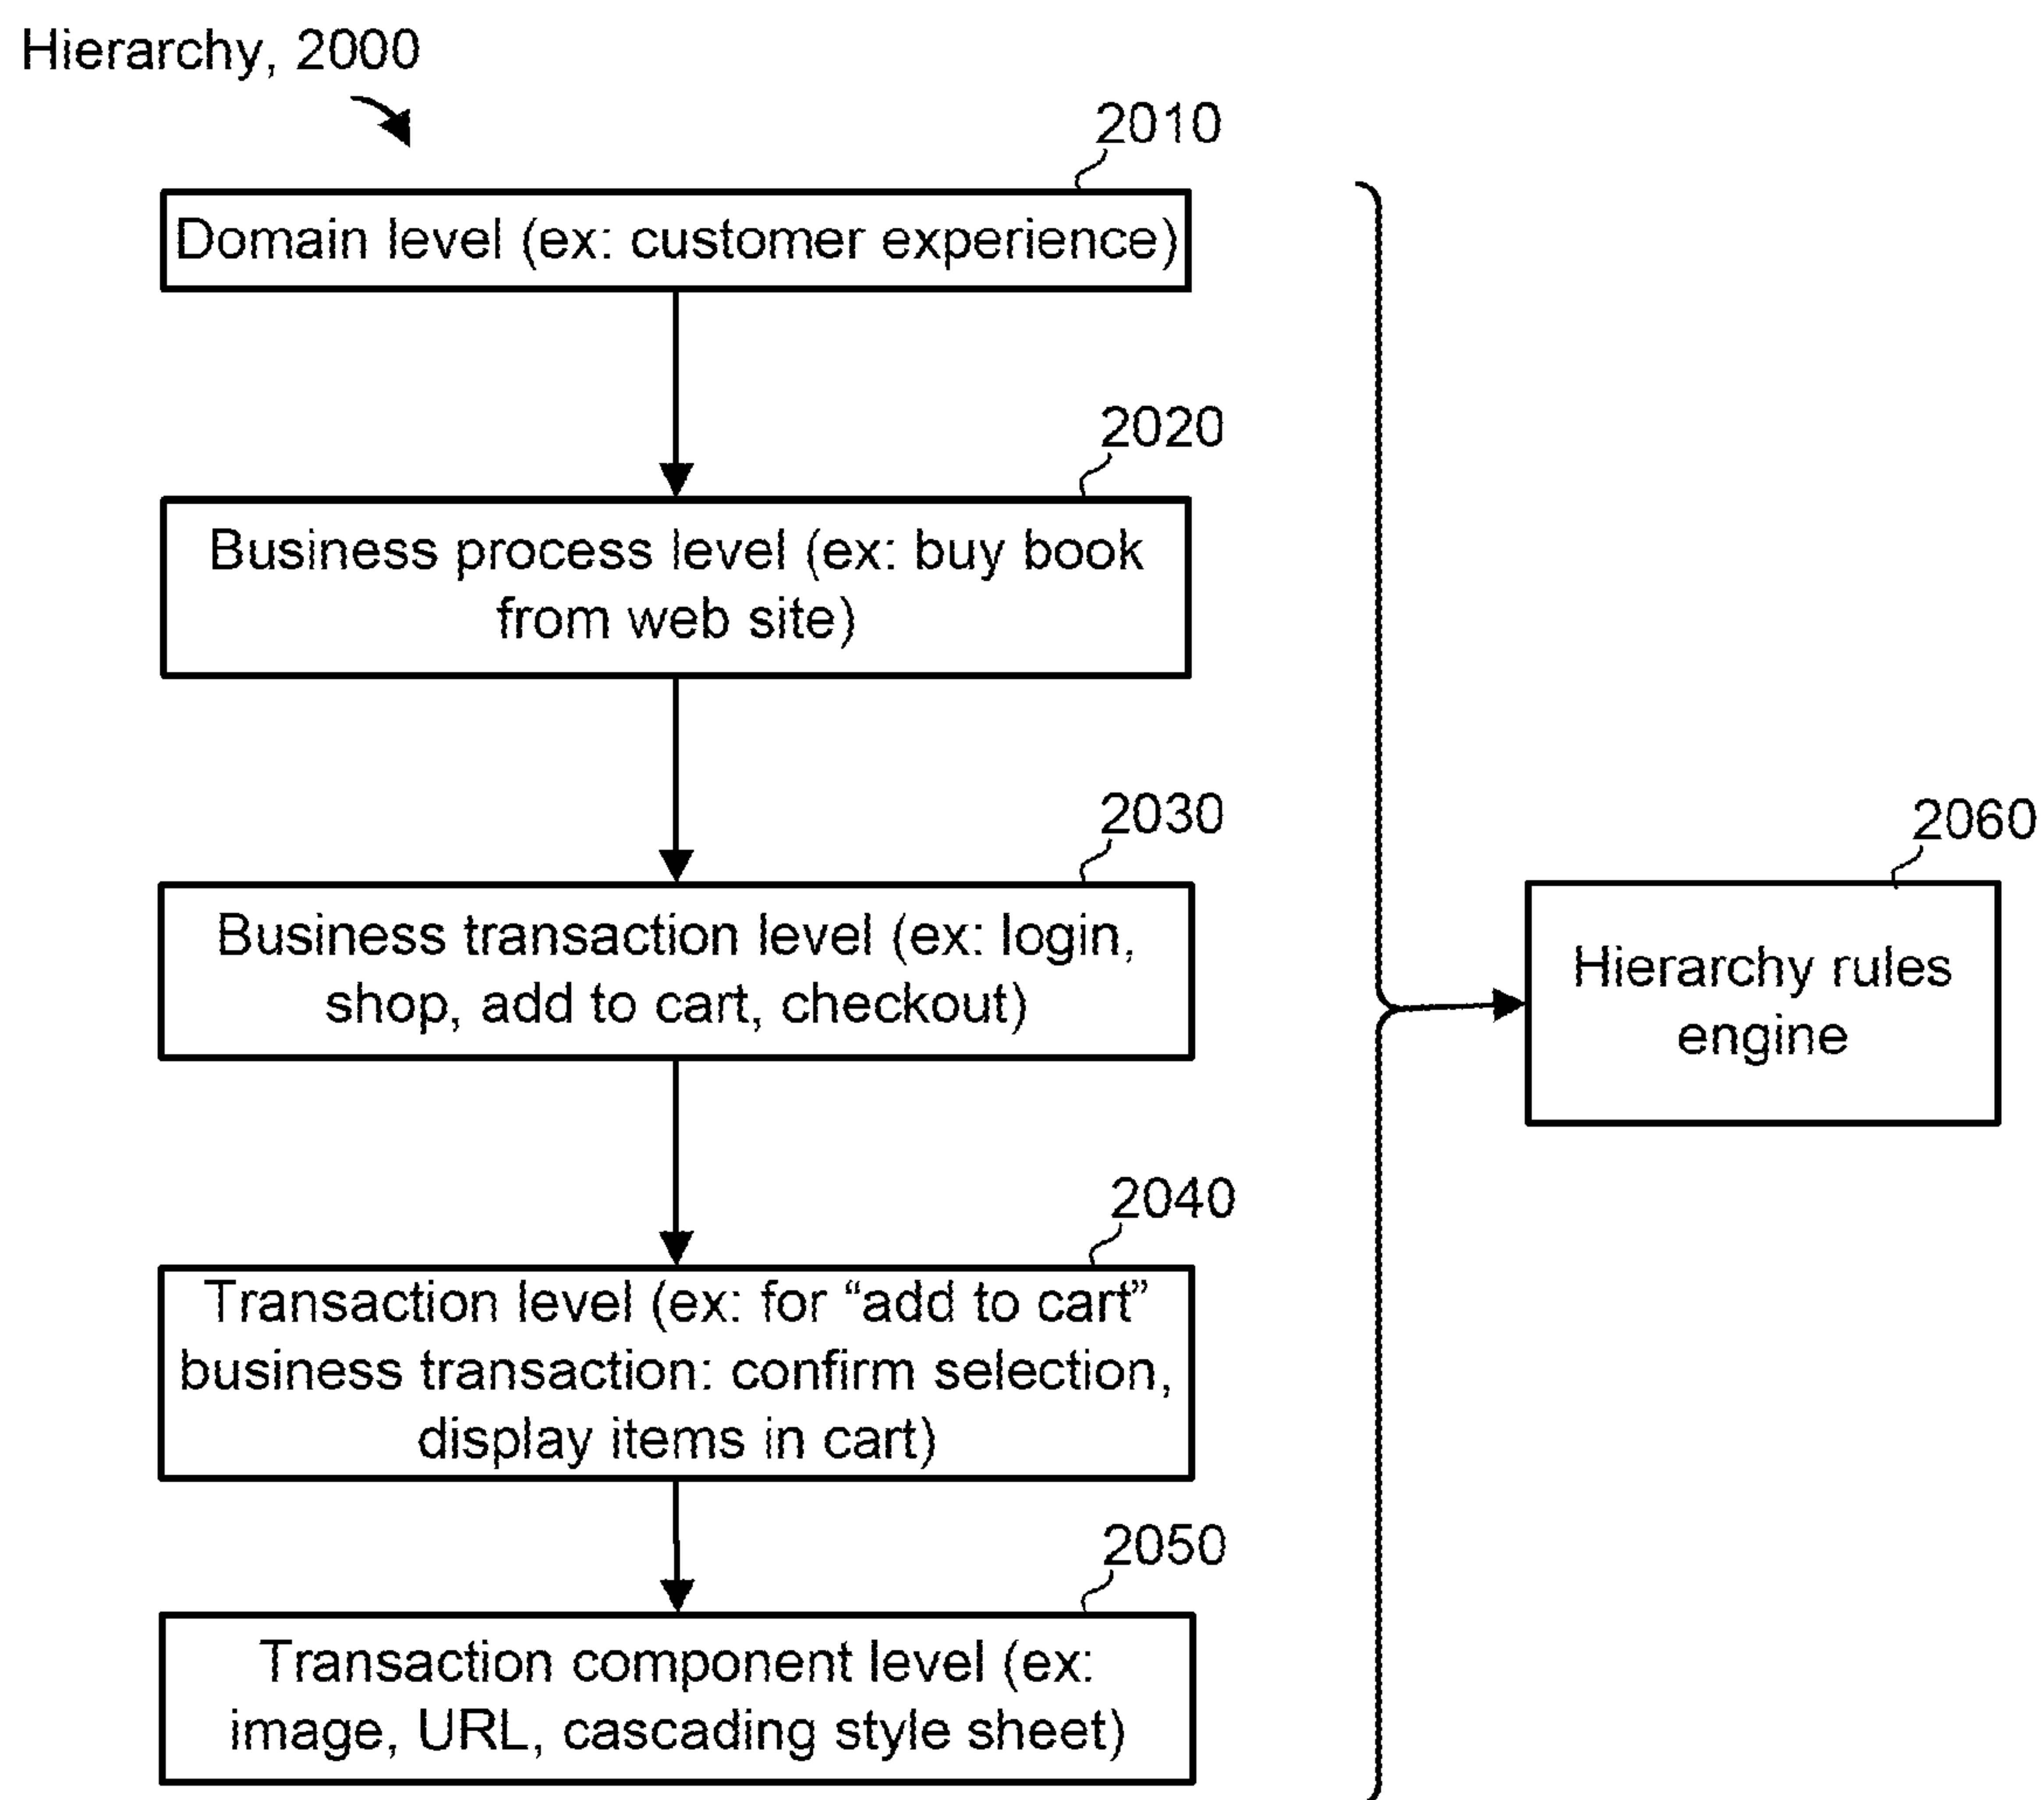 Hierarchy, 2000
2010
Domain level (ex: customer experience)
2020
Business process level (ex: buy book
from web site)
2030
Business transaction level (ex: login,
shop, add to cart, checkout)
2060
Hierarchy rules
engine
2040
Transaction level (ex: for “add to cart”
business transaction: confirm selection,
display items in cart)
2050
Transaction component level (ex:
image, URL, cascading style sheet)